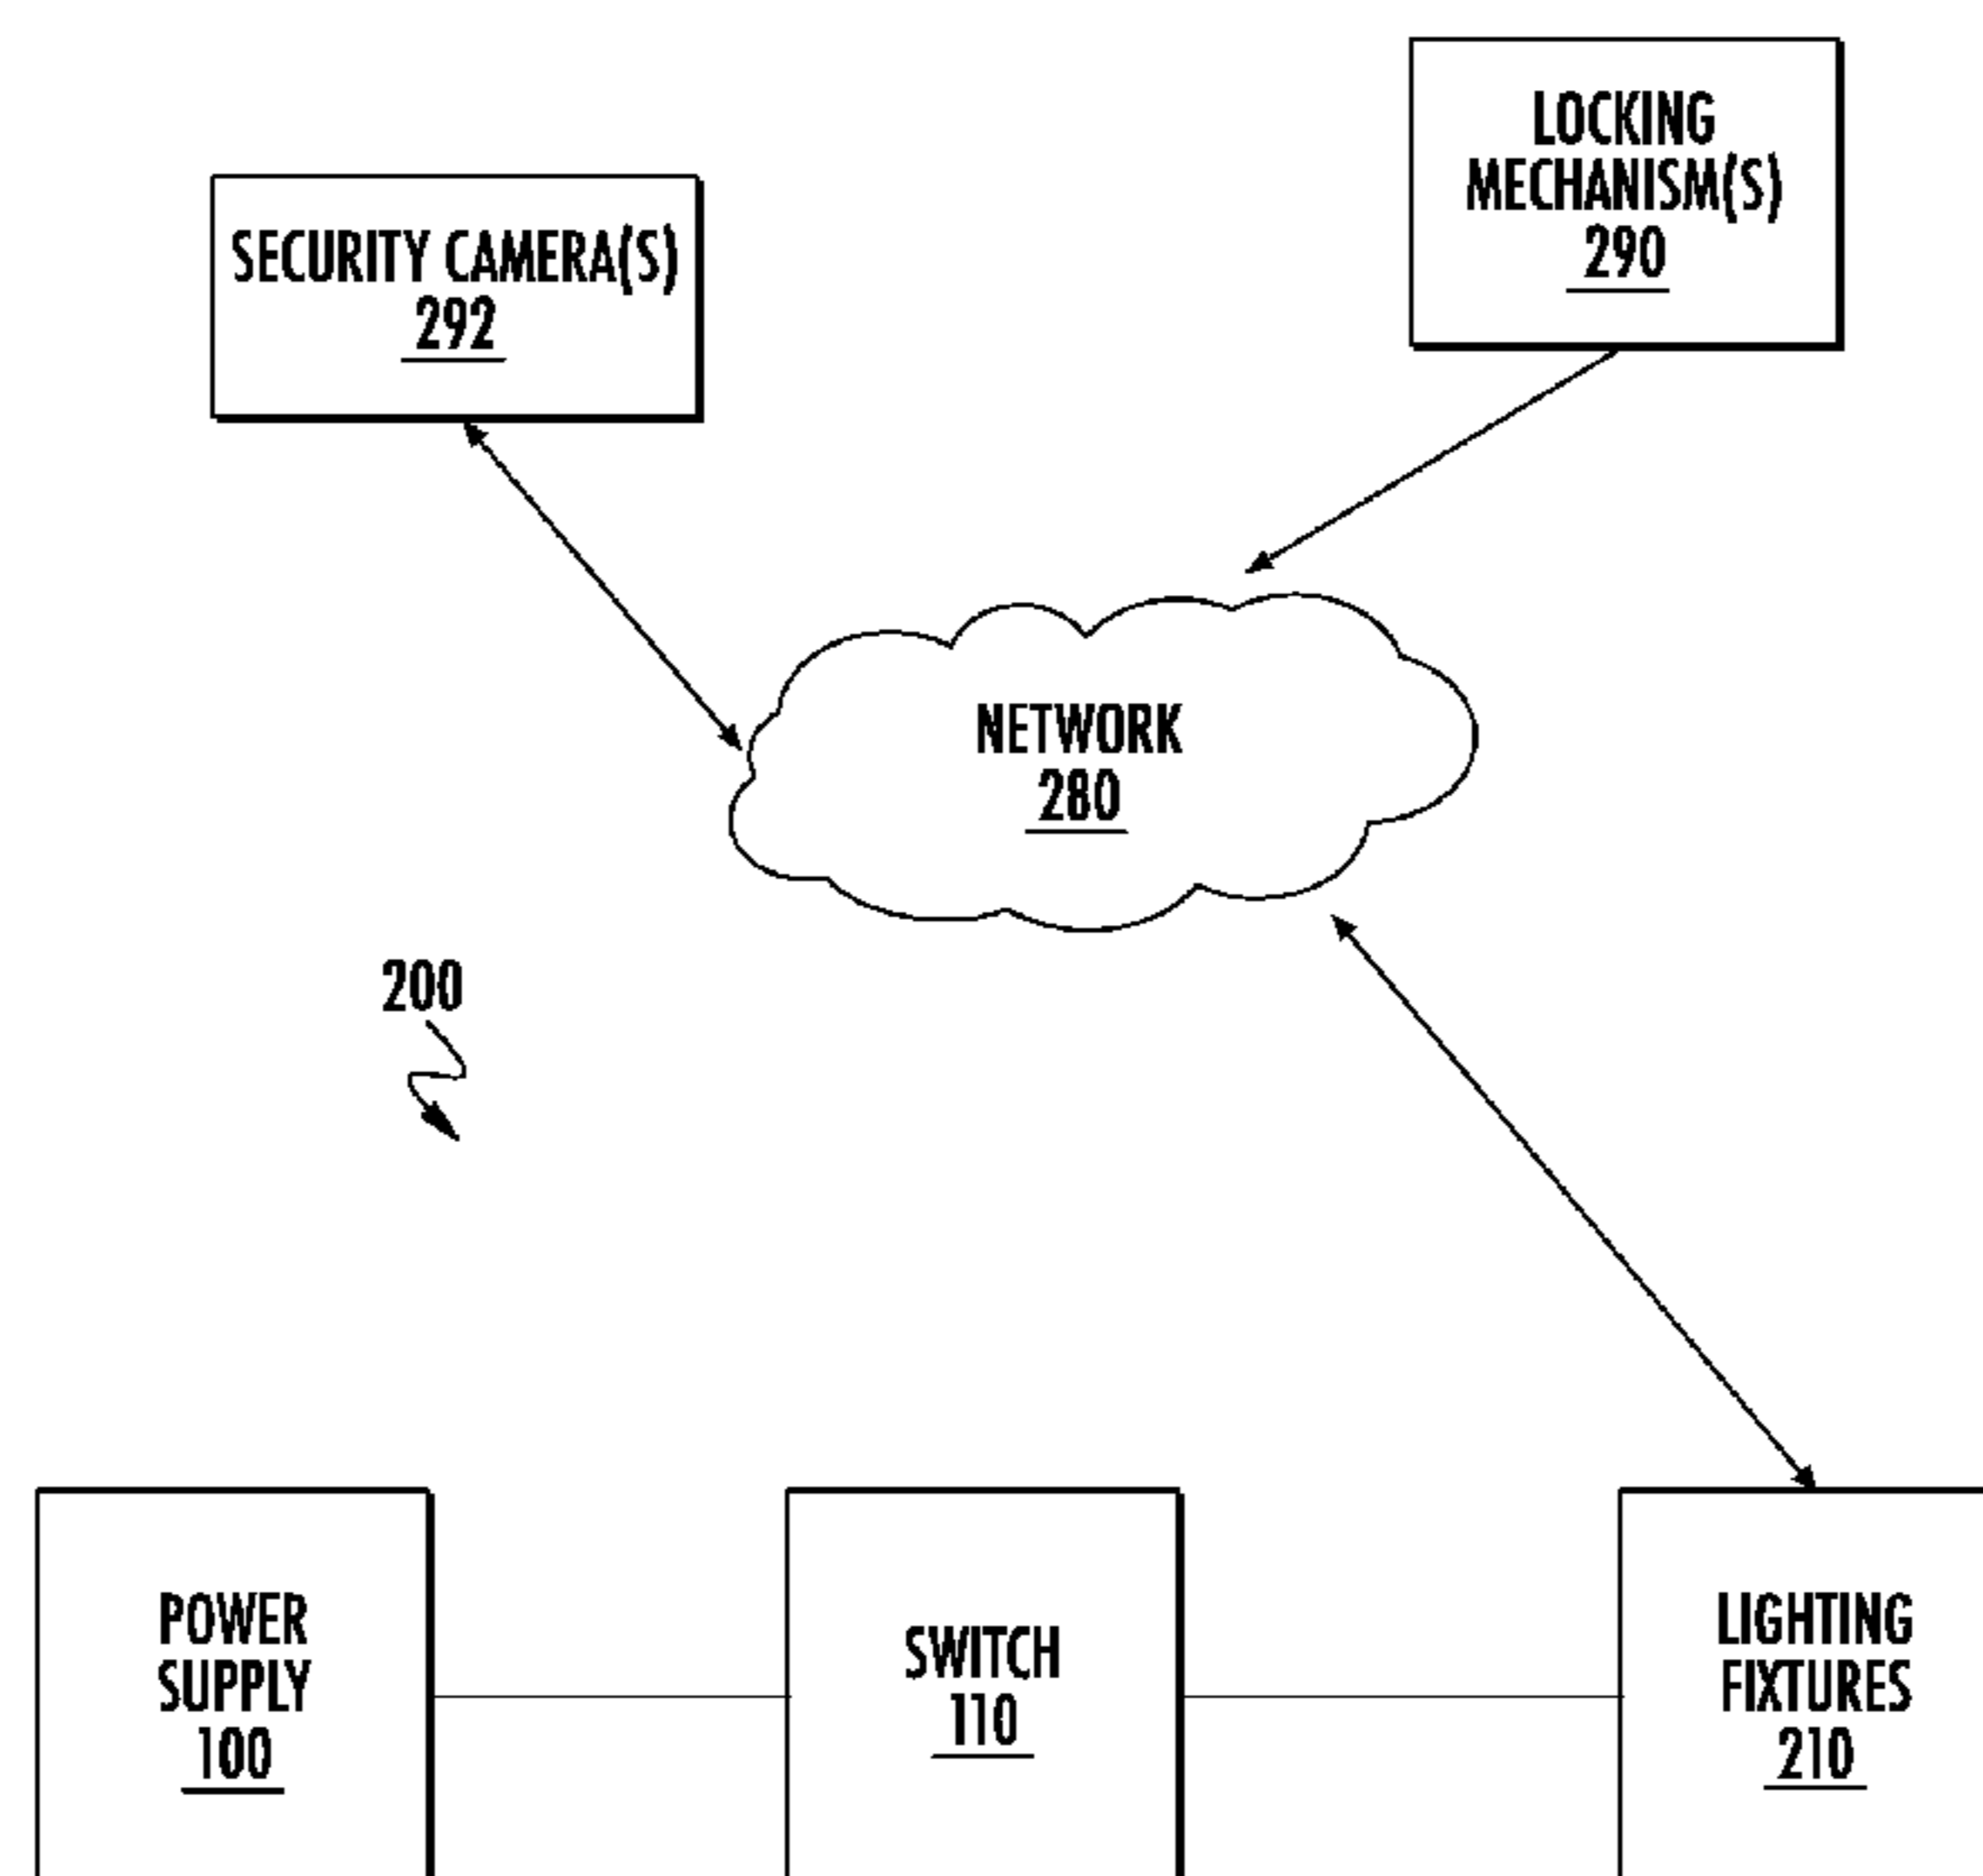 LOCKING
MECHANISM(S)
290
SECURITY CAMERA(S)
292
NETWORK
280
200
POWER
SUPPLY
100
SWITCH
110
LIGHTING
FIXTURES
210